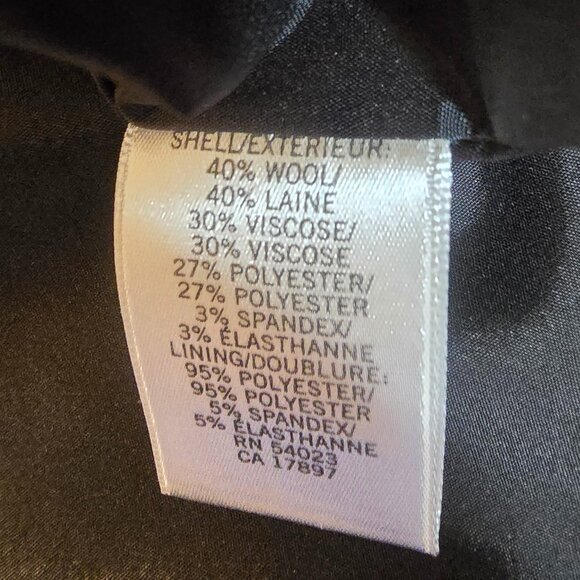 SHELL/EXTERIEUR:
40% WOOL/
40% LAINE
30% VISCOSE/
30% VISCOSE
27% POLYESTER/
27% POLYESTER
3% SPANDEX/
3% ÉLASTHANNE
LINING/DOUBLURE:
95% POLYESTER/
95% POLYESTER
5% SPANDEX/
5% ÉLASTHANNE
RN 54023
CA 17897